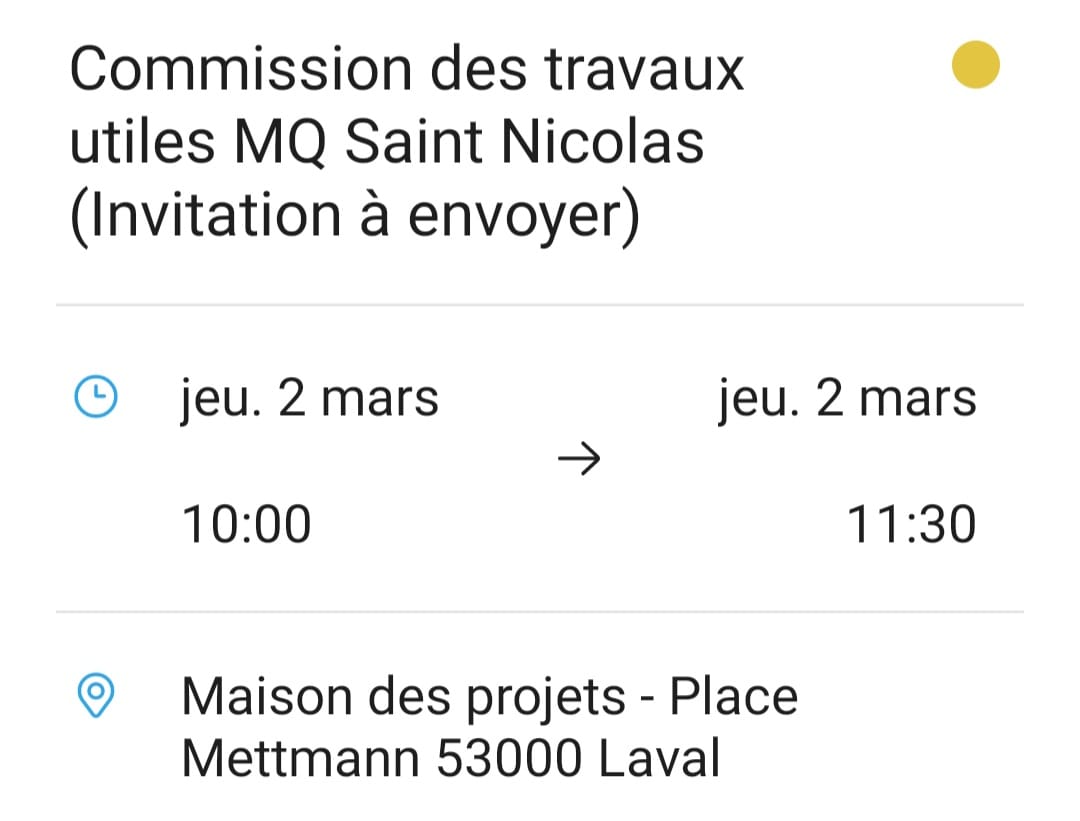 Commission des travaux
utiles MQ Saint Nicolas
(Invitation à envoyer)
jeu. 2 mars
jeu. 2 mars
→
10:00
11:30
Maison des projets - Place
Mettmann 53000 Laval